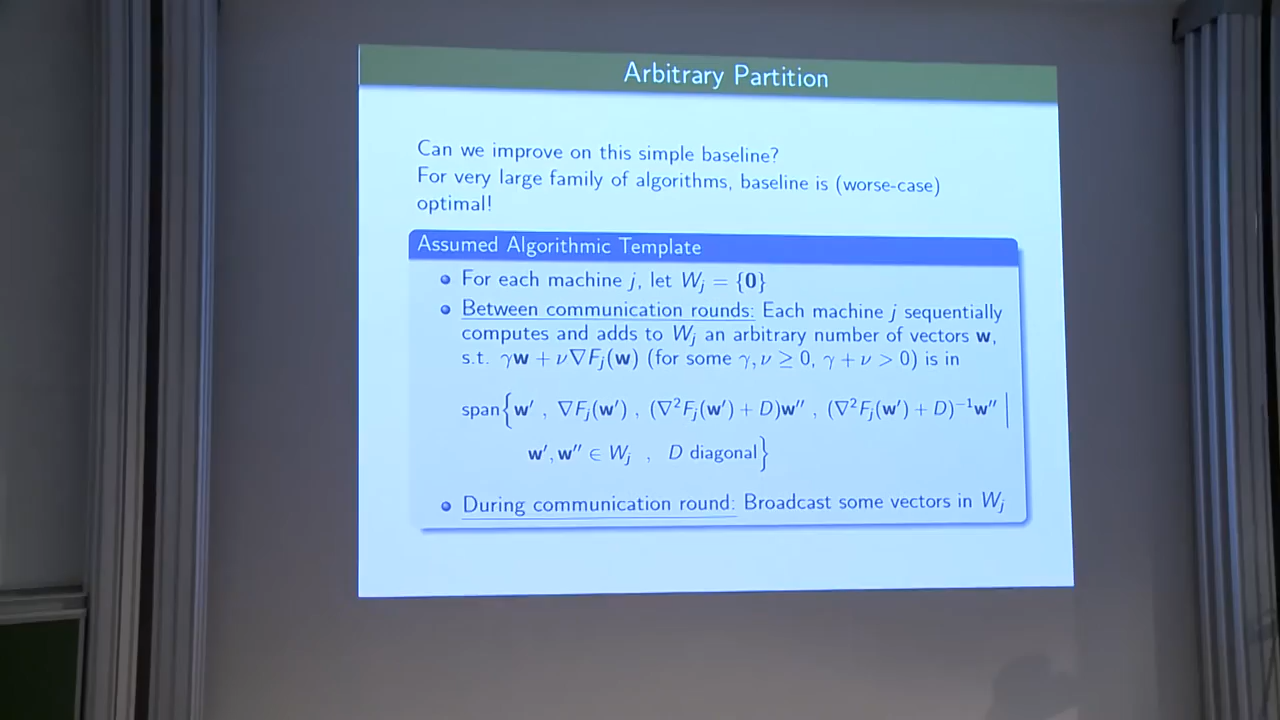 Arbitrary Partition
Can we improve on this simple baseline?
For very large family of algorithms, baseline is (worse-case)
optimal!
Assumed Algorithmic Template
• For each machine j, let W_j = {0}
• Between communication rounds: Each machine j sequentially
computes and adds to W_j an arbitrary number of vectors w,
s.t. γw + ν∇F_j(w) (for some γ, ν ≥ 0, γ + ν > 0) is in
span{w′ , ∇F_j(w′) , (∇²F_j(w′) + D)w″ , (∇²F_j(w′) + D)⁻¹w″ |
w′, w″ ∈ W_j , D diagonal}
• During communication round: Broadcast some vectors in W_j